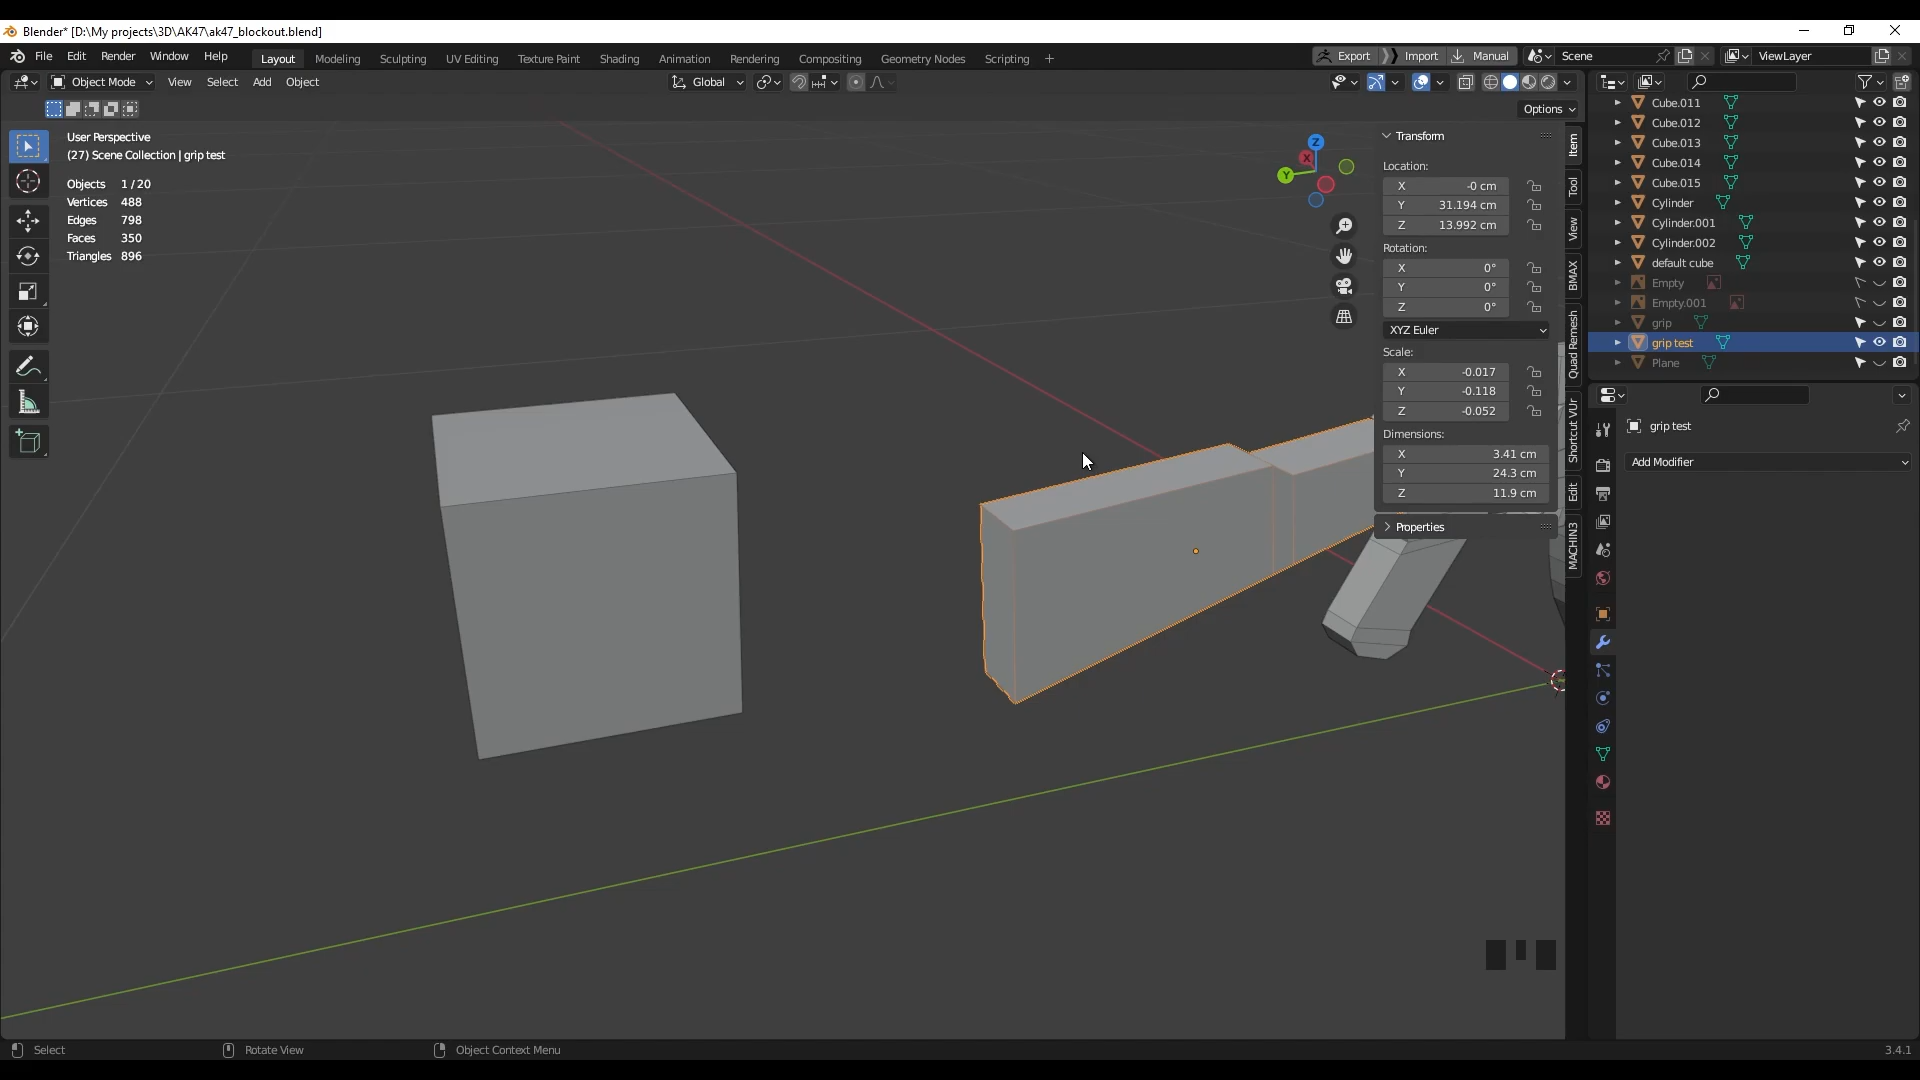 Blender* [D:\My projects\3D\AK47\ak47_blockout.blend]
File Edit Render Window Help Layout Modeling Sculpting UV Editing Texture Paint Shading Animation Rendering Compositing Geometry Nodes Scripting + Export Import Manual Scene ViewLayer
Object Mode View Select Add Object Global
Options
User Perspective
(27) Scene Collection | grip test
Objects 1 / 20
Vertices 488
Edges 798
Faces 350
Triangles 896
Z
X
Y
Transform
Location:
X -0 cm
Y 31.194 cm
Z 13.992 cm
Rotation:
X 0°
Y 0°
Z 0°
XYZ Euler
Scale:
X -0.017
Y -0.118
Z -0.052
Dimensions:
X 3.41 cm
Y 24.3 cm
Z 11.9 cm
Properties
Item
Tool
View
BMAX
Quad Remesh
Shortcut VUr
Edit
MACHIN3
Cube.011
Cube.012
Cube.013
Cube.014
Cube.015
Cylinder
Cylinder.001
Cylinder.002
default cube
Empty
Empty.001
grip
grip test
Plane
grip test
Add Modifier
Select Rotate View Object Context Menu 3.4.1